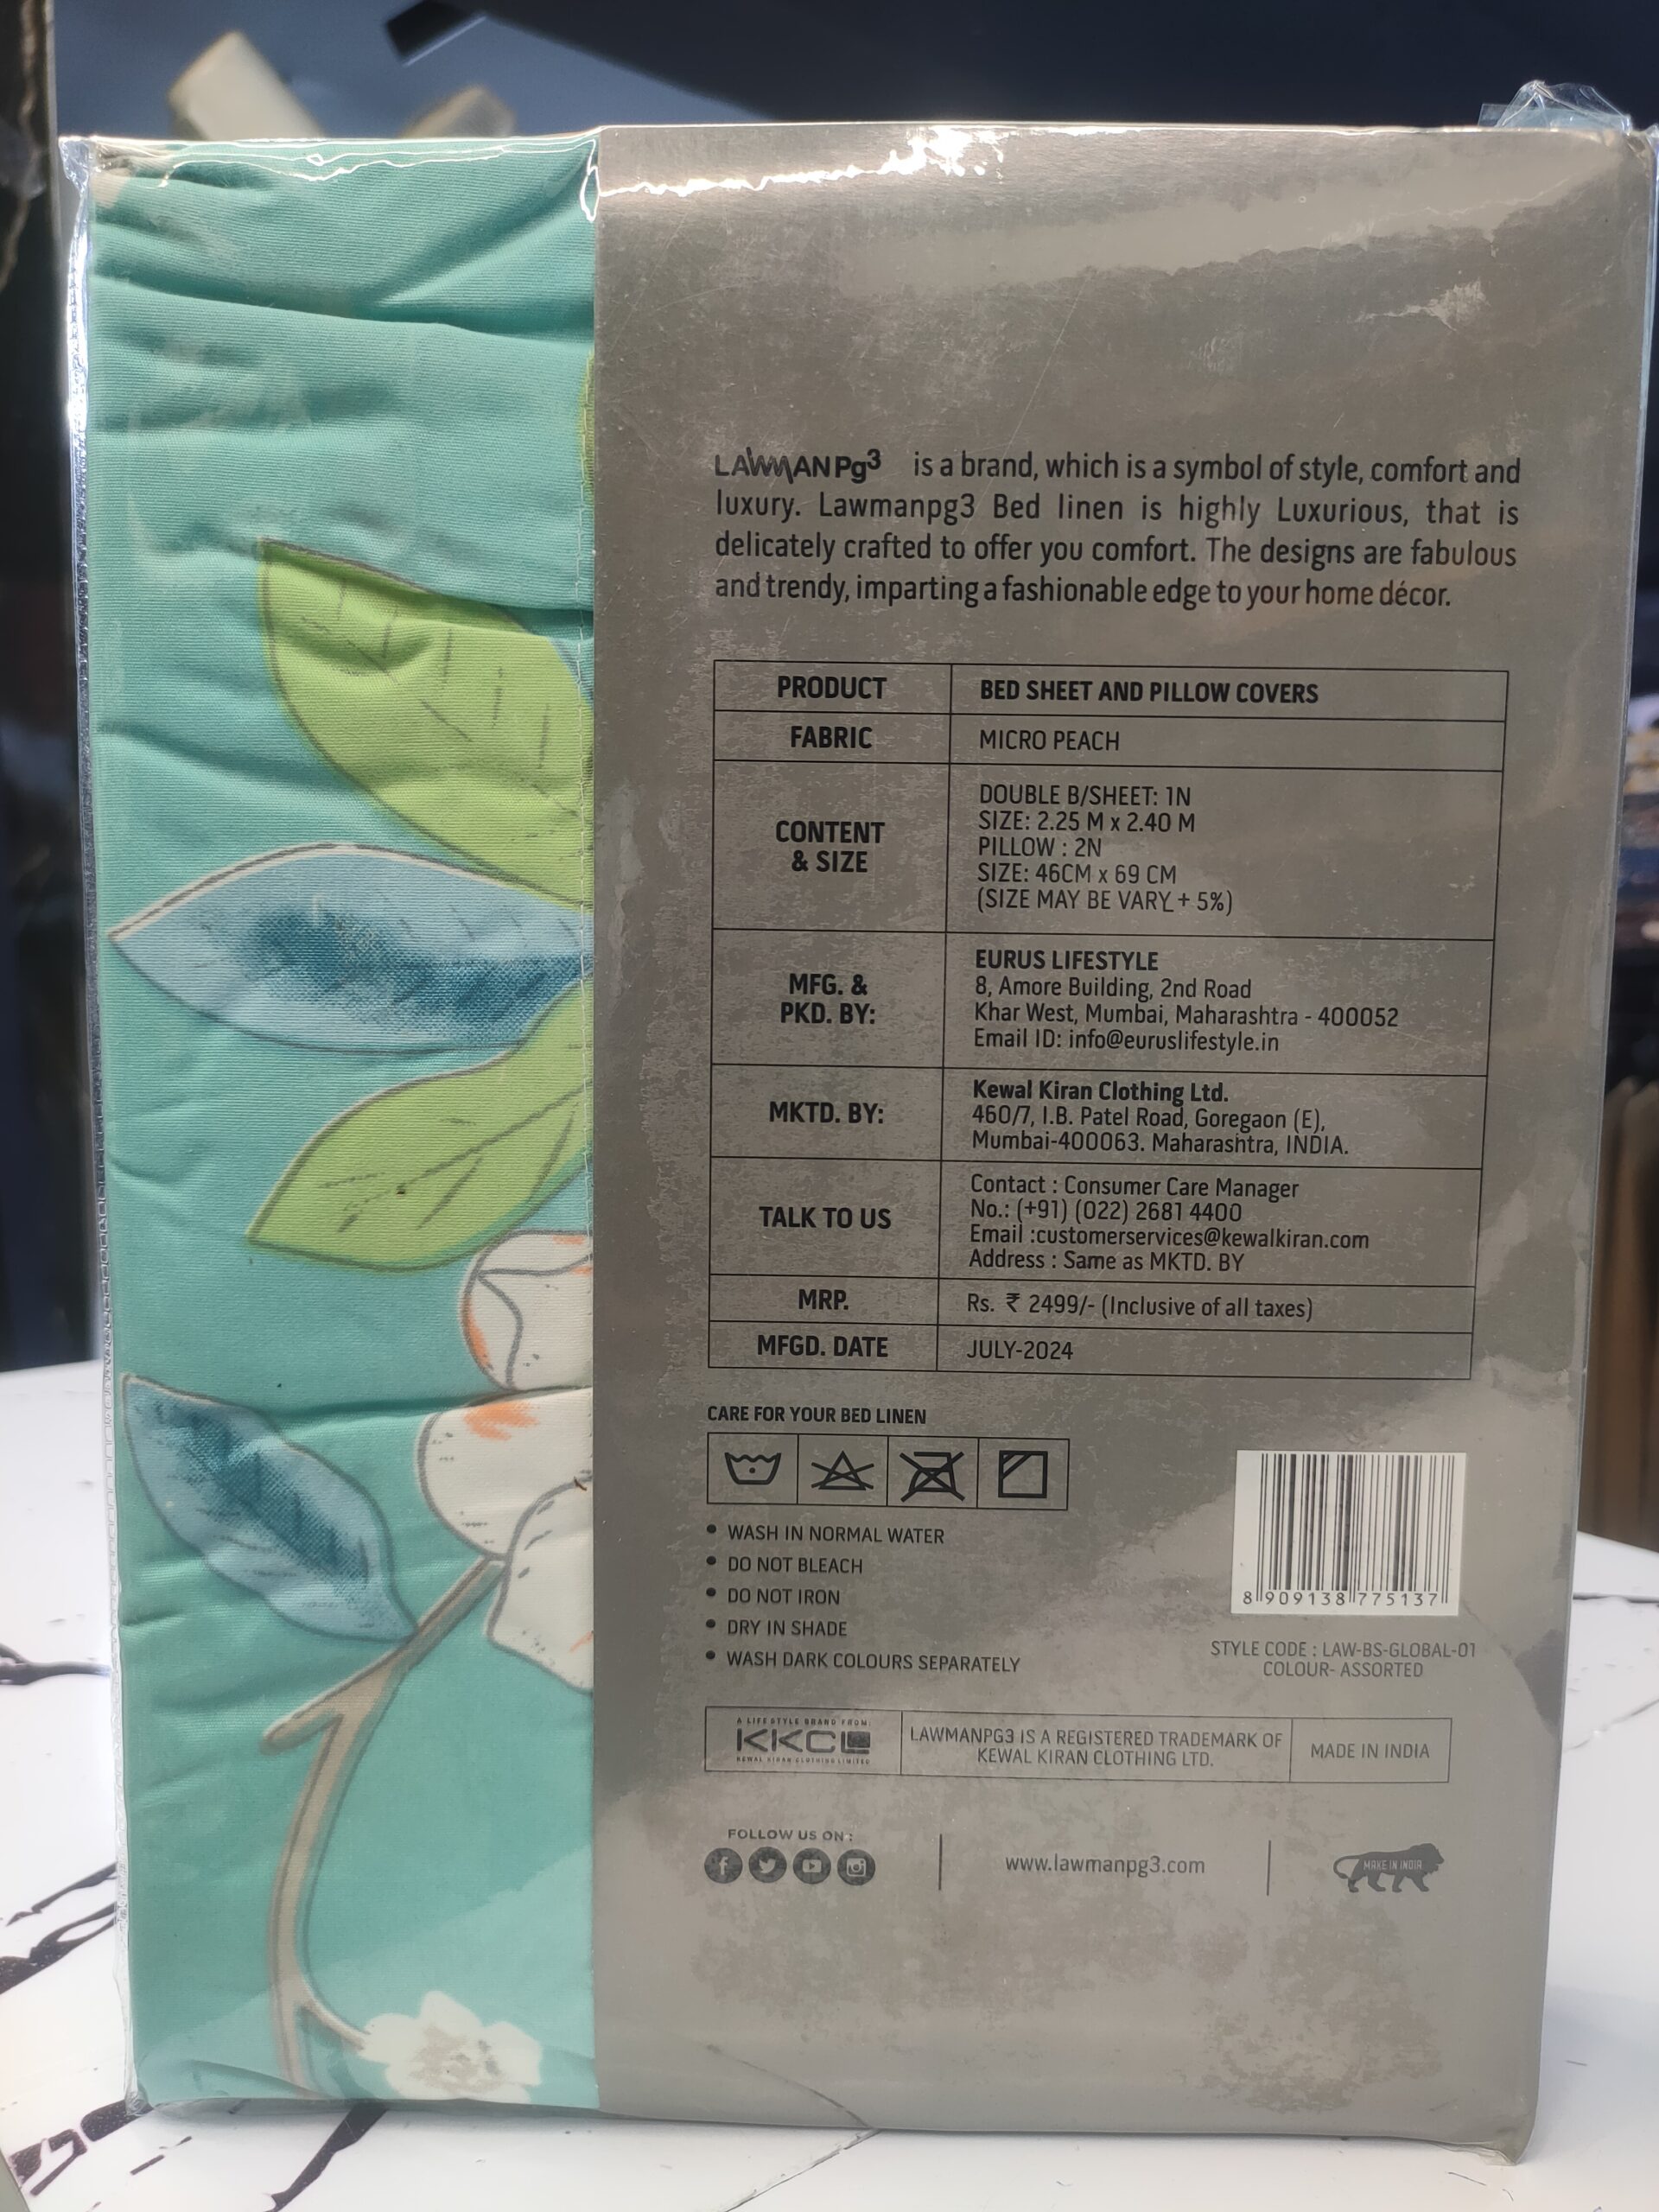 LAWMANPg3 is a brand, which is a symbol of style, comfort and
luxury. Lawmanpg3 Bed linen is highly Luxurious, that is
delicately crafted to offer you comfort. The designs are fabulous
and trendy, imparting a fashionable edge to your home décor.
PRODUCT BED SHEET AND PILLOW COVERS
FABRIC MICRO PEACH
CONTENT
& SIZE
DOUBLE B/SHEET: 1N
SIZE: 2.25 M x 2.40 M
PILLOW : 2N
SIZE: 46CM x 69 CM
(SIZE MAY BE VARY + 5%)
MFG. &
PKD. BY:
EURUS LIFESTYLE
8, Amore Building, 2nd Road
Khar West, Mumbai, Maharashtra - 400052
Email ID: info@euruslifestyle.in
MKTD. BY:
Kewal Kiran Clothing Ltd.
460/7, I.B. Patel Road, Goregaon (E),
Mumbai-400063. Maharashtra, INDIA.
TALK TO US
Contact : Consumer Care Manager
No.: (+91) (022) 2681 4400
Email :customerservices@kewalkiran.com
Address : Same as MKTD. BY
MRP. Rs. ₹ 2499/- (Inclusive of all taxes)
MFGD. DATE JULY-2024
CARE FOR YOUR BED LINEN
• WASH IN NORMAL WATER
• DO NOT BLEACH
• DO NOT IRON
• DRY IN SHADE
• WASH DARK COLOURS SEPARATELY
8 909138 775137
STYLE CODE : LAW-BS-GLOBAL-01
COLOUR- ASSORTED
A LIFESTYLE BRAND FROM:
KKCL
KEWAL KIRAN CLOTHING LIMITED
LAWMANPG3 IS A REGISTERED TRADEMARK OF
KEWAL KIRAN CLOTHING LTD.
MADE IN INDIA
FOLLOW US ON :
www.lawmanpg3.com
MAKE IN INDIA